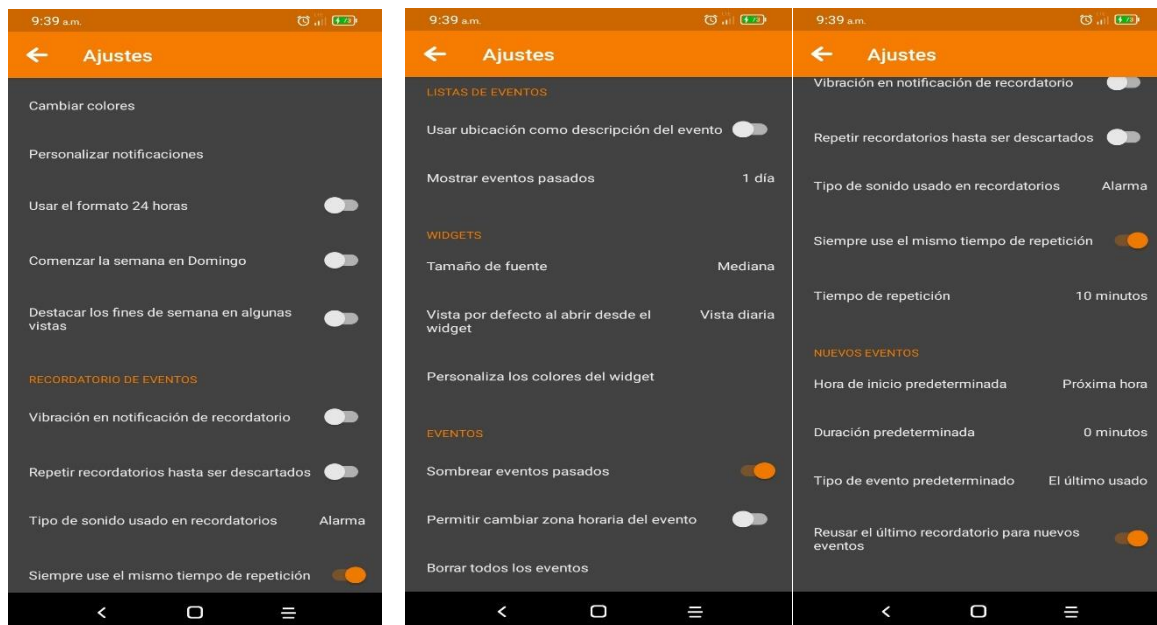 9:39 a.m.
Ajustes
Cambiar colores
Personalizar notificaciones
Usar el formato 24 horas
Comenzar la semana en Domingo
Destacar los fines de semana en algunas
vistas
RECORDATORIO DE EVENTOS
Vibración en notificación de recordatorio
Repetir recordatorios hasta ser descartados
Tipo de sonido usado en recordatorios Alarma
Siempre use el mismo tiempo de repetición
9:39 a.m.
Ajustes
LISTAS DE EVENTOS
Usar ubicación como descripción del evento
Mostrar eventos pasados 1 día
WIDGETS
Tamaño de fuente Mediana
Vista por defecto al abrir desde el Vista diaria
widget
Personaliza los colores del widget
EVENTOS
Sombrear eventos pasados
Permitir cambiar zona horaria del evento
Borrar todos los eventos
9:39 a.m.
Ajustes
Vibración en notificación de recordatorio
Repetir recordatorios hasta ser descartados
Tipo de sonido usado en recordatorios Alarma
Siempre use el mismo tiempo de repetición
Tiempo de repetición 10 minutos
NUEVOS EVENTOS
Hora de inicio predeterminada Próxima hora
Duración predeterminada 0 minutos
Tipo de evento predeterminado El último usado
Reusar el último recordatorio para nuevos
eventos